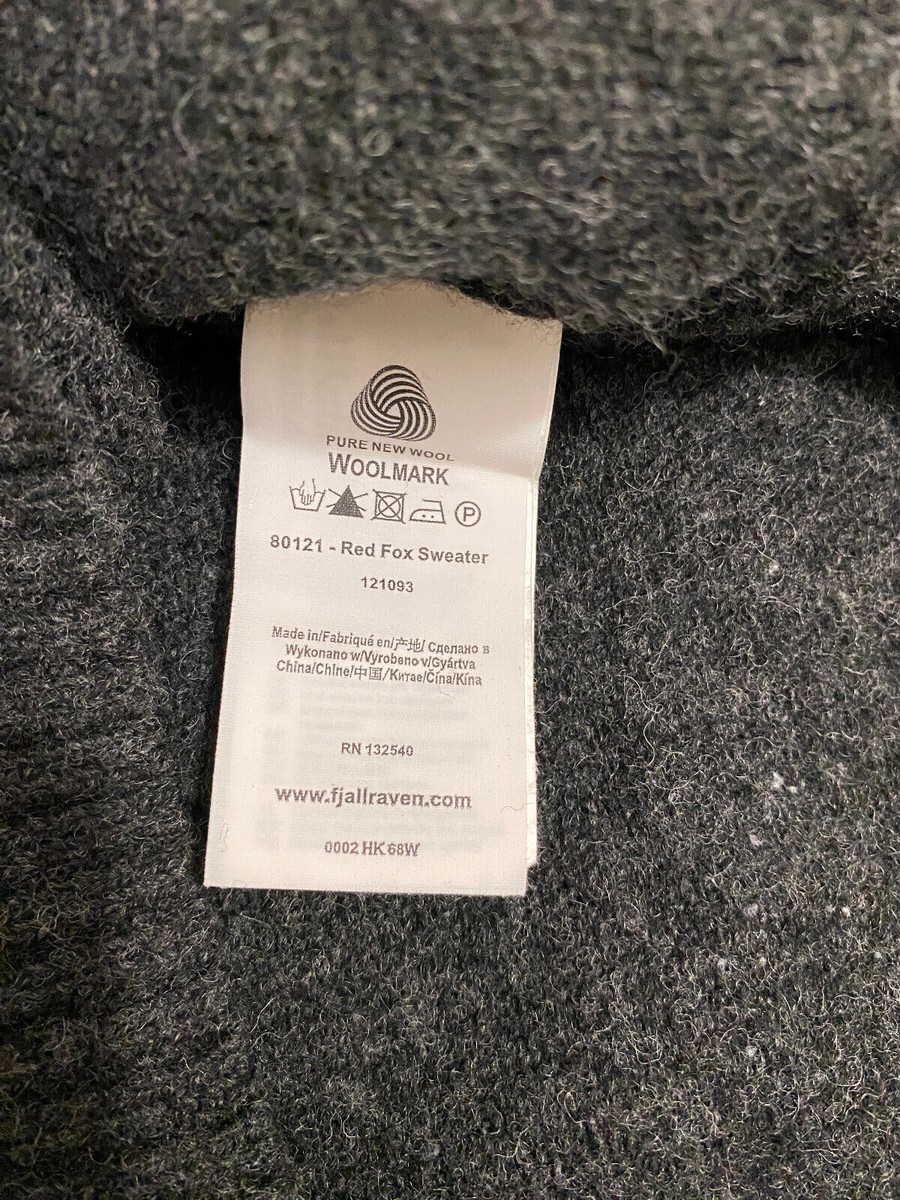 PURE NEW WOOL
WOOLMARK
P
80121 - Red Fox Sweater
121093
Made in/Fabriqué en/产地/ Сделано в
Wykonano w/Vyrobeno v/Gyártva
China/Chine/中国/Китае/Čína/Kína
RN 132540
www.fjallraven.com
0002 HK 68W